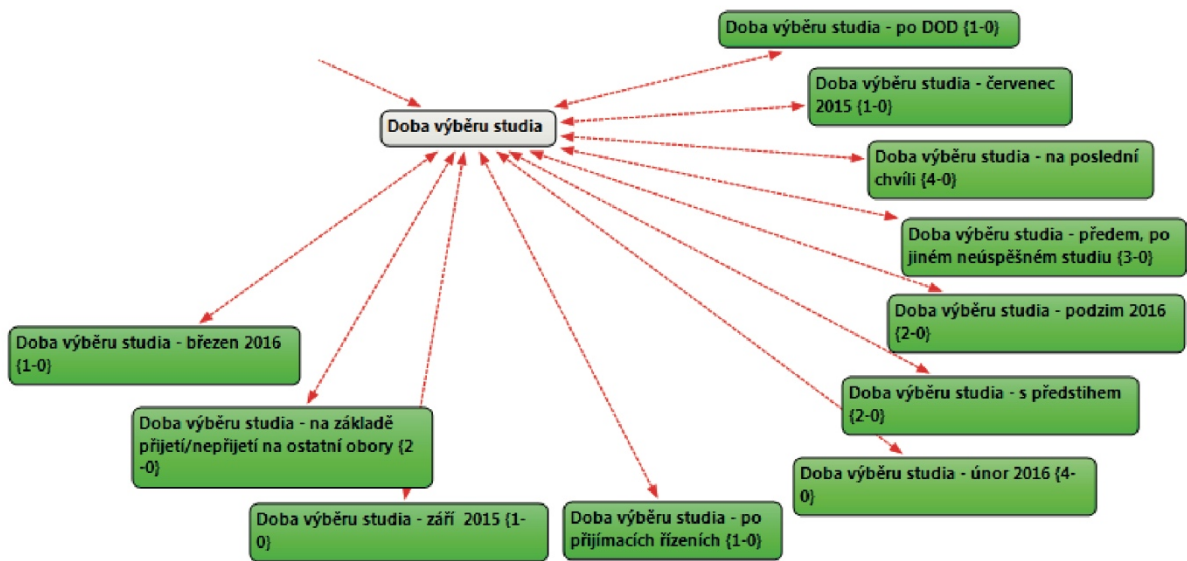 Doba výběru studia - po DOD {1-0}
Doba výběru studia - červenec
2015 {1-0}
Doba výběru studia
Doba výběru studia - na poslední
chvíli {4-0}
Doba výběru studia - předem, po
jiném neúspěšném studiu {3-0}
Doba výběru studia - podzim 2016
{2-0}
Doba výběru studia - březen 2016
{1-0}
Doba výběru studia - s předstihem
{2-0}
Doba výběru studia - na základě
přijetí/nepřijetí na ostatní obory {2
-0}
Doba výběru studia - únor 2016 {4-
0}
Doba výběru studia - září  2015 {1-
0}
Doba výběru studia - po
přijímacích řízeních {1-0}